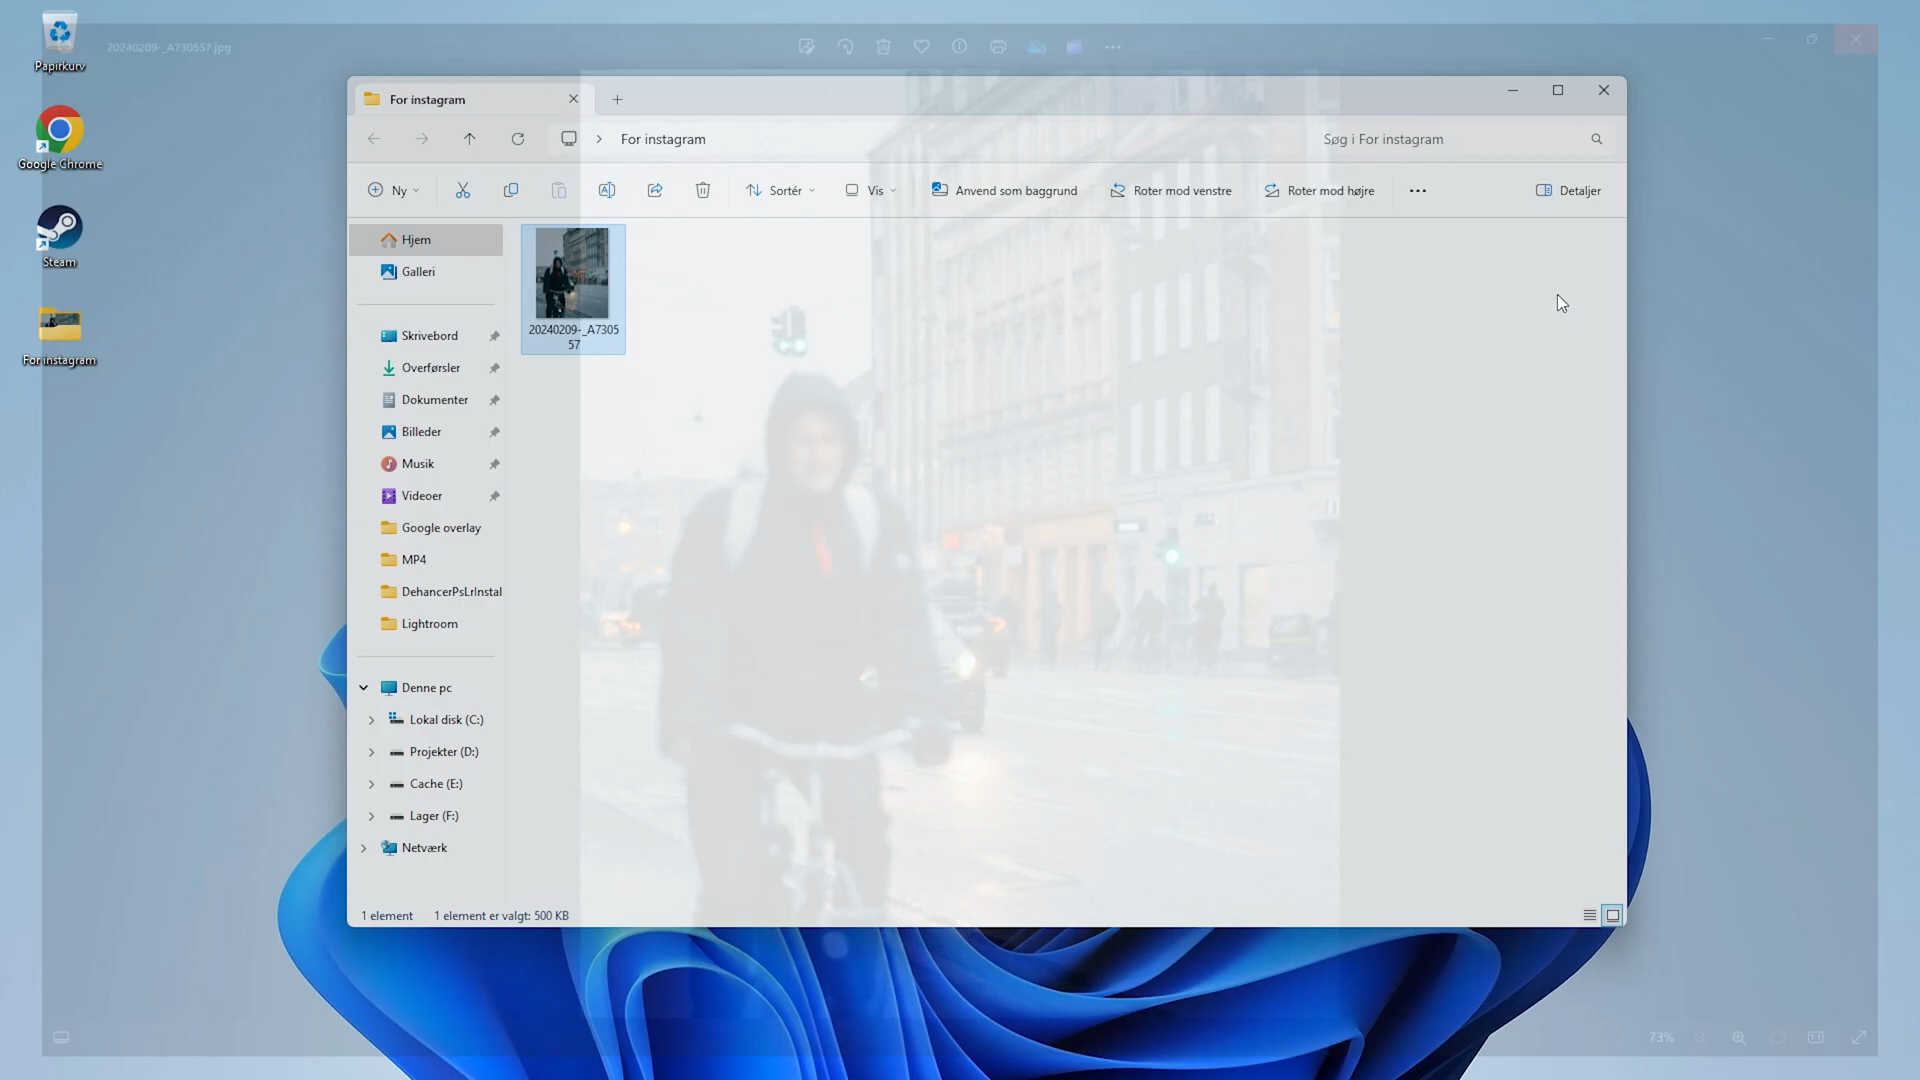 Papirkurv
20240209-_A730557.jpg
Google Chrome
Steam
For instagram
For instagram
For instagram
Søg i For instagram
Ny
Sortér
Vis
Anvend som baggrund
Roter mod venstre
Roter mod højre
Detaljer
Hjem
Galleri
Skrivebord
Overførsler
Dokumenter
Billeder
Musik
Videoer
Google overlay
MP4
DehancerPsLrInstal
Lightroom
Denne pc
Lokal disk (C:)
Projekter (D:)
Cache (E:)
Lager (F:)
Netværk
20240209-_A7305
57
1 element
1 element er valgt: 500 KB
73%